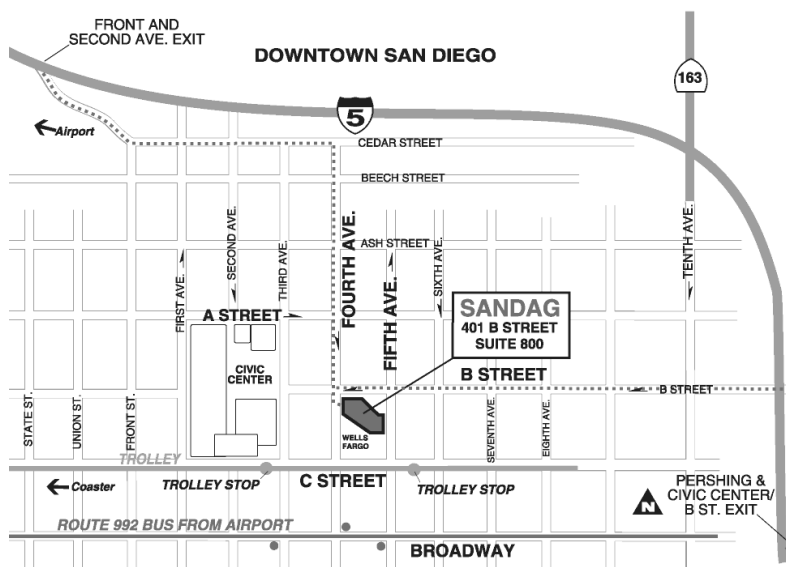 FRONT AND
SECOND AVE. EXIT
DOWNTOWN SAN DIEGO
163
5
Airport
CEDAR STREET
BEECH STREET
ASH STREET
FIRST AVE.
SECOND AVE.
THIRD AVE.
FOURTH AVE.
FIFTH AVE.
SIXTH AVE.
TENTH AVE.
A STREET
SANDAG
401 B STREET
SUITE 800
CIVIC
CENTER
B STREET
B STREET
STATE ST.
UNION ST.
FRONT ST.
WELLS
FARGO
SEVENTH AVE.
EIGHTH AVE.
TROLLEY
TROLLEY STOP
C STREET
TROLLEY STOP
Coaster
N
PERSHING &
CIVIC CENTER/
B ST. EXIT
ROUTE 992 BUS FROM AIRPORT
BROADWAY